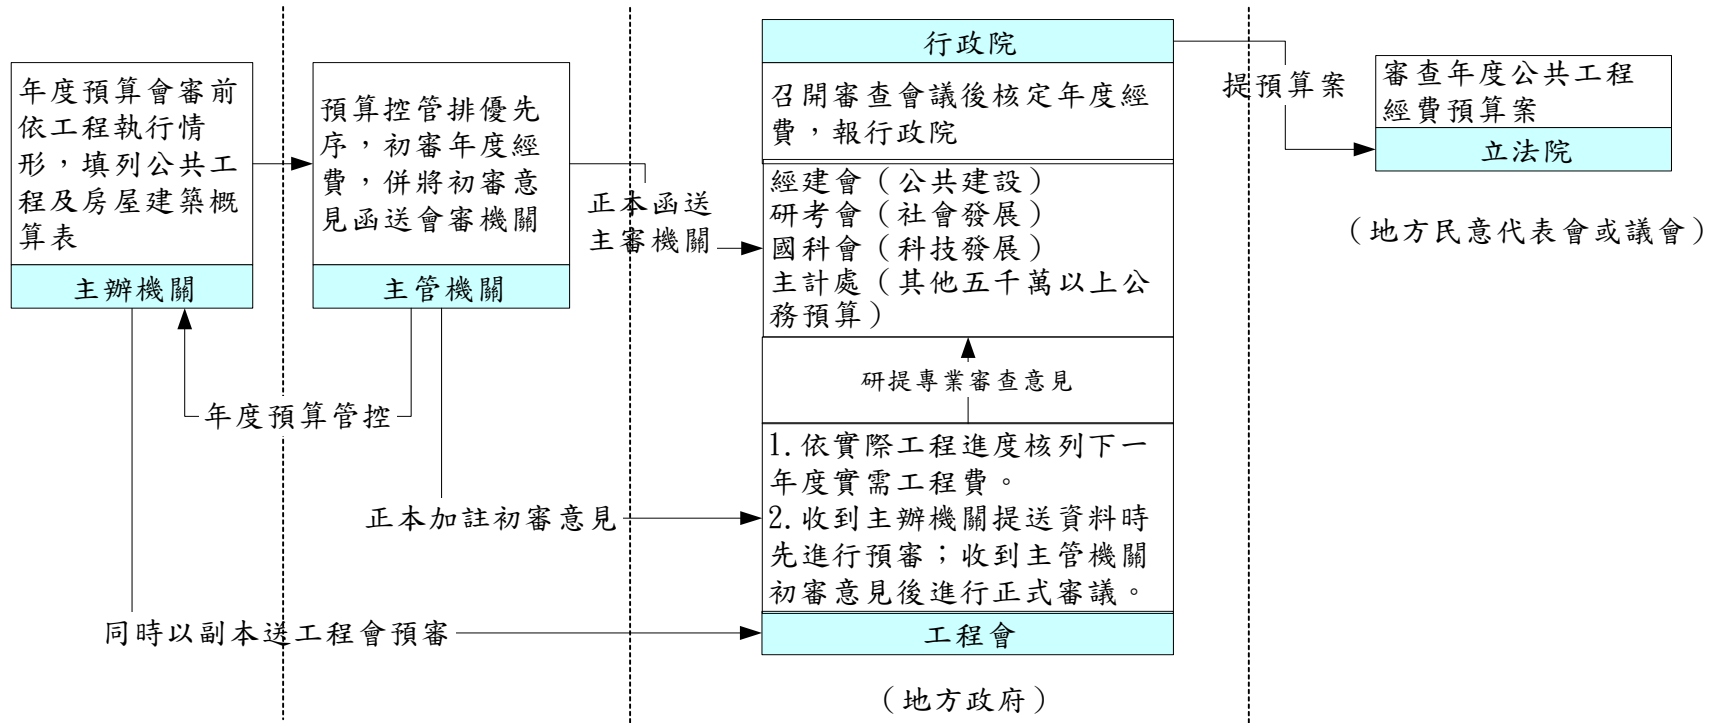 年度預算會審前
依工程執行情
形，填列公共工
程及房屋建築概
算表
主辦機關
預算控管排優先
序，初審年度經
費，併將初審意
見函送會審機關
主管機關
年度預算管控
正本函送
主審機關
正本加註初審意見
同時以副本送工程會預審
行政院
召開審查會議後核定年度經
費，報行政院
經建會（公共建設）
研考會（社會發展）
國科會（科技發展）
主計處（其他五千萬以上公
務預算）
研提專業審查意見
1.依實際工程進度核列下一
年度實需工程費。
2.收到主辦機關提送資料時
先進行預審；收到主管機關
初審意見後進行正式審議。
工程會
（地方政府）
提預算案
審查年度公共工程
經費預算案
立法院
（地方民意代表會或議會）